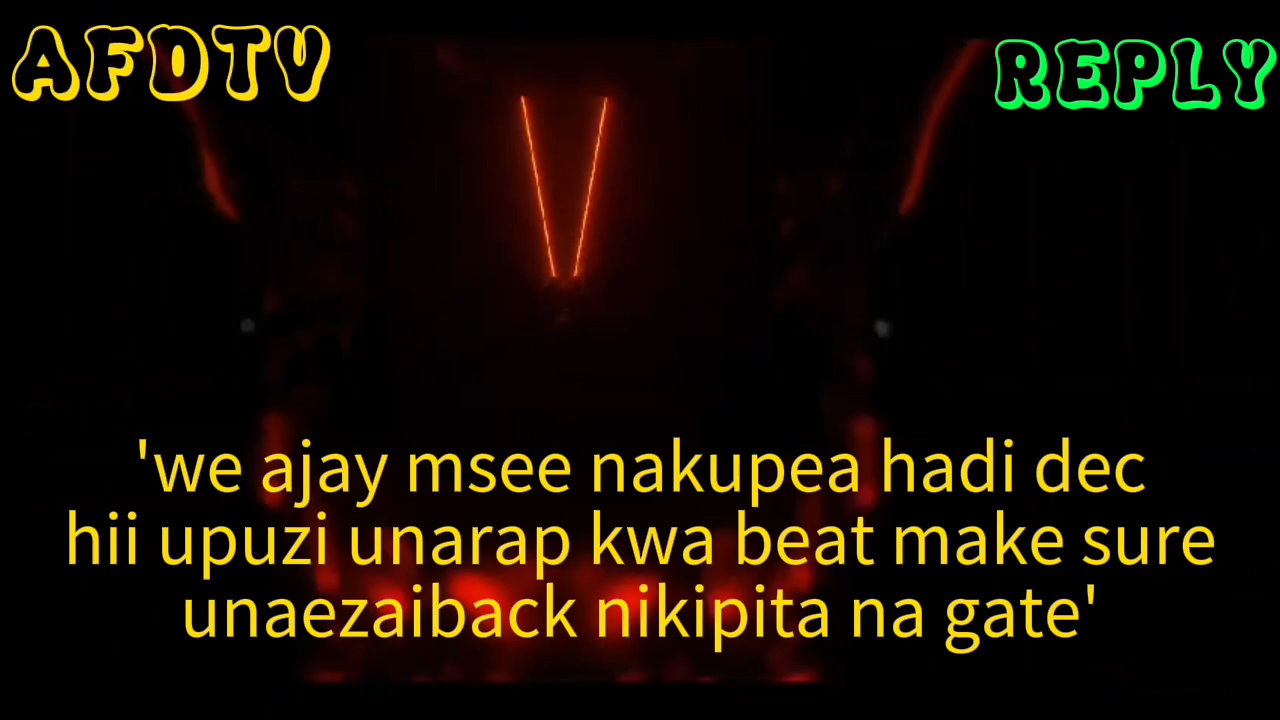 AFDTV
REPLY
'we ajay msee nakupea hadi dec
hii upuzi unarap kwa beat make sure
unaezaiback nikipita na gate'